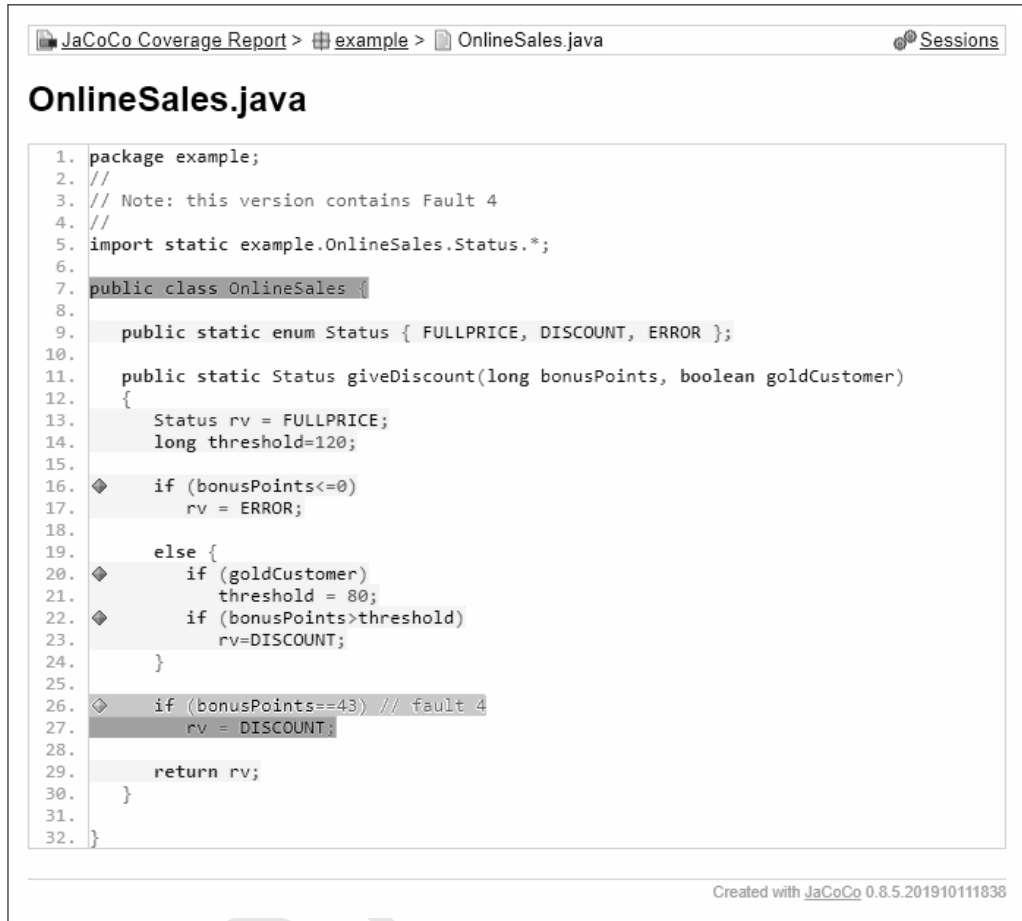 JaCoCo Coverage Report > example > OnlineSales.java Sessions
OnlineSales.java
1. package example;
2. //
3. // Note: this version contains Fault 4
4. //
5. import static example.OnlineSales.Status.*;
6.
7. public class OnlineSales {
8.
9. public static enum Status { FULLPRICE, DISCOUNT, ERROR };
10.
11. public static Status giveDiscount(long bonusPoints, boolean goldCustomer)
12. {
13. Status rv = FULLPRICE;
14. long threshold=120;
15.
16. if (bonusPoints<=0)
17. rv = ERROR;
18.
19. else {
20. if (goldCustomer)
21. threshold = 80;
22. if (bonusPoints>threshold)
23. rv=DISCOUNT;
24. }
25.
26. if (bonusPoints==43) // fault 4
27. rv = DISCOUNT;
28.
29. return rv;
30. }
31.
32. }
Created with JaCoCo 0.8.5.201910111838